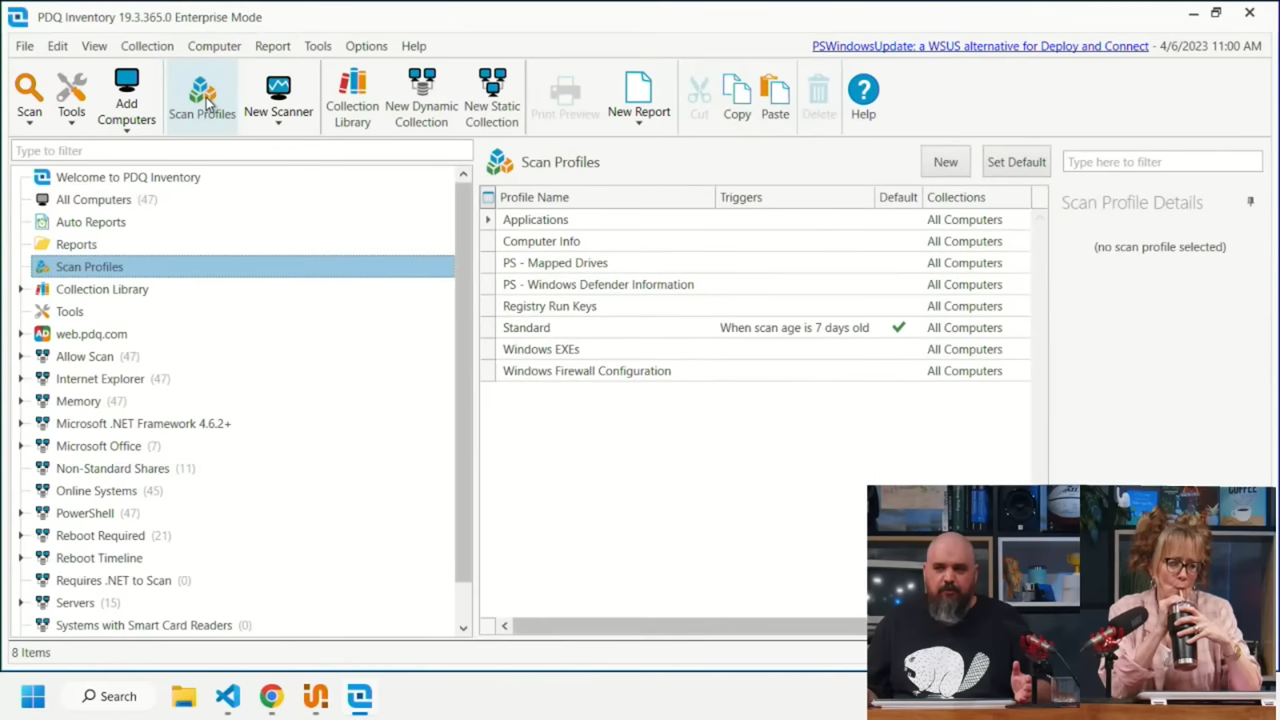 PDQ Inventory 19.3.365.0 Enterprise Mode
File Edit View Collection Computer Report Tools Options Help
PSWindowsUpdate: a WSUS alternative for Deploy and Connect - 4/6/2023 11:00 AM
Scan
Tools
Add
Computers
Scan Profiles
New Scanner
Collection
Library
New Dynamic
Collection
New Static
Collection
Print Preview
New Report
Cut
Copy
Paste
Delete
Help
Type to filter
Welcome to PDQ Inventory
All Computers (47)
Auto Reports
Reports
Scan Profiles
Collection Library
Tools
AD web.pdq.com
Allow Scan (47)
Internet Explorer (47)
Memory (47)
Microsoft .NET Framework 4.6.2+
Microsoft Office (7)
Non-Standard Shares (11)
Online Systems (45)
PowerShell (47)
Reboot Required (21)
Reboot Timeline
Requires .NET to Scan (0)
Servers (15)
Systems with Smart Card Readers (0)
Scan Profiles
New
Set Default
Profile Name Triggers Default Collections
Applications All Computers
Computer Info All Computers
PS - Mapped Drives All Computers
PS - Windows Defender Information All Computers
Registry Run Keys All Computers
Standard When scan age is 7 days old All Computers
Windows EXEs All Computers
Windows Firewall Configuration All Computers
Type here to filter
Scan Profile Details
(no scan profile selected)
COFFEE
8 Items
Search